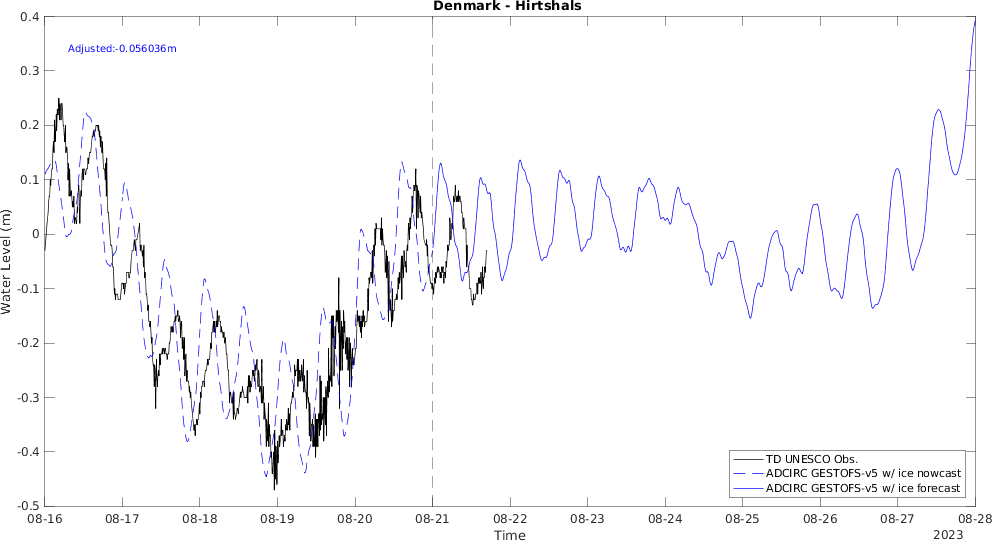 Denmark - Hirtshals
Adjusted:-0.056036m
Water Level (m)
0.4
0.3
0.2
0.1
0
-0.1
-0.2
-0.3
-0.4
-0.5
TD UNESCO Obs.
ADCIRC GESTOFS-v5 w/ ice nowcast
ADCIRC GESTOFS-v5 w/ ice forecast
08-16 08-17 08-18 08-19 08-20 08-21 08-22 08-23 08-24 08-25 08-26 08-27 08-28
Time
2023